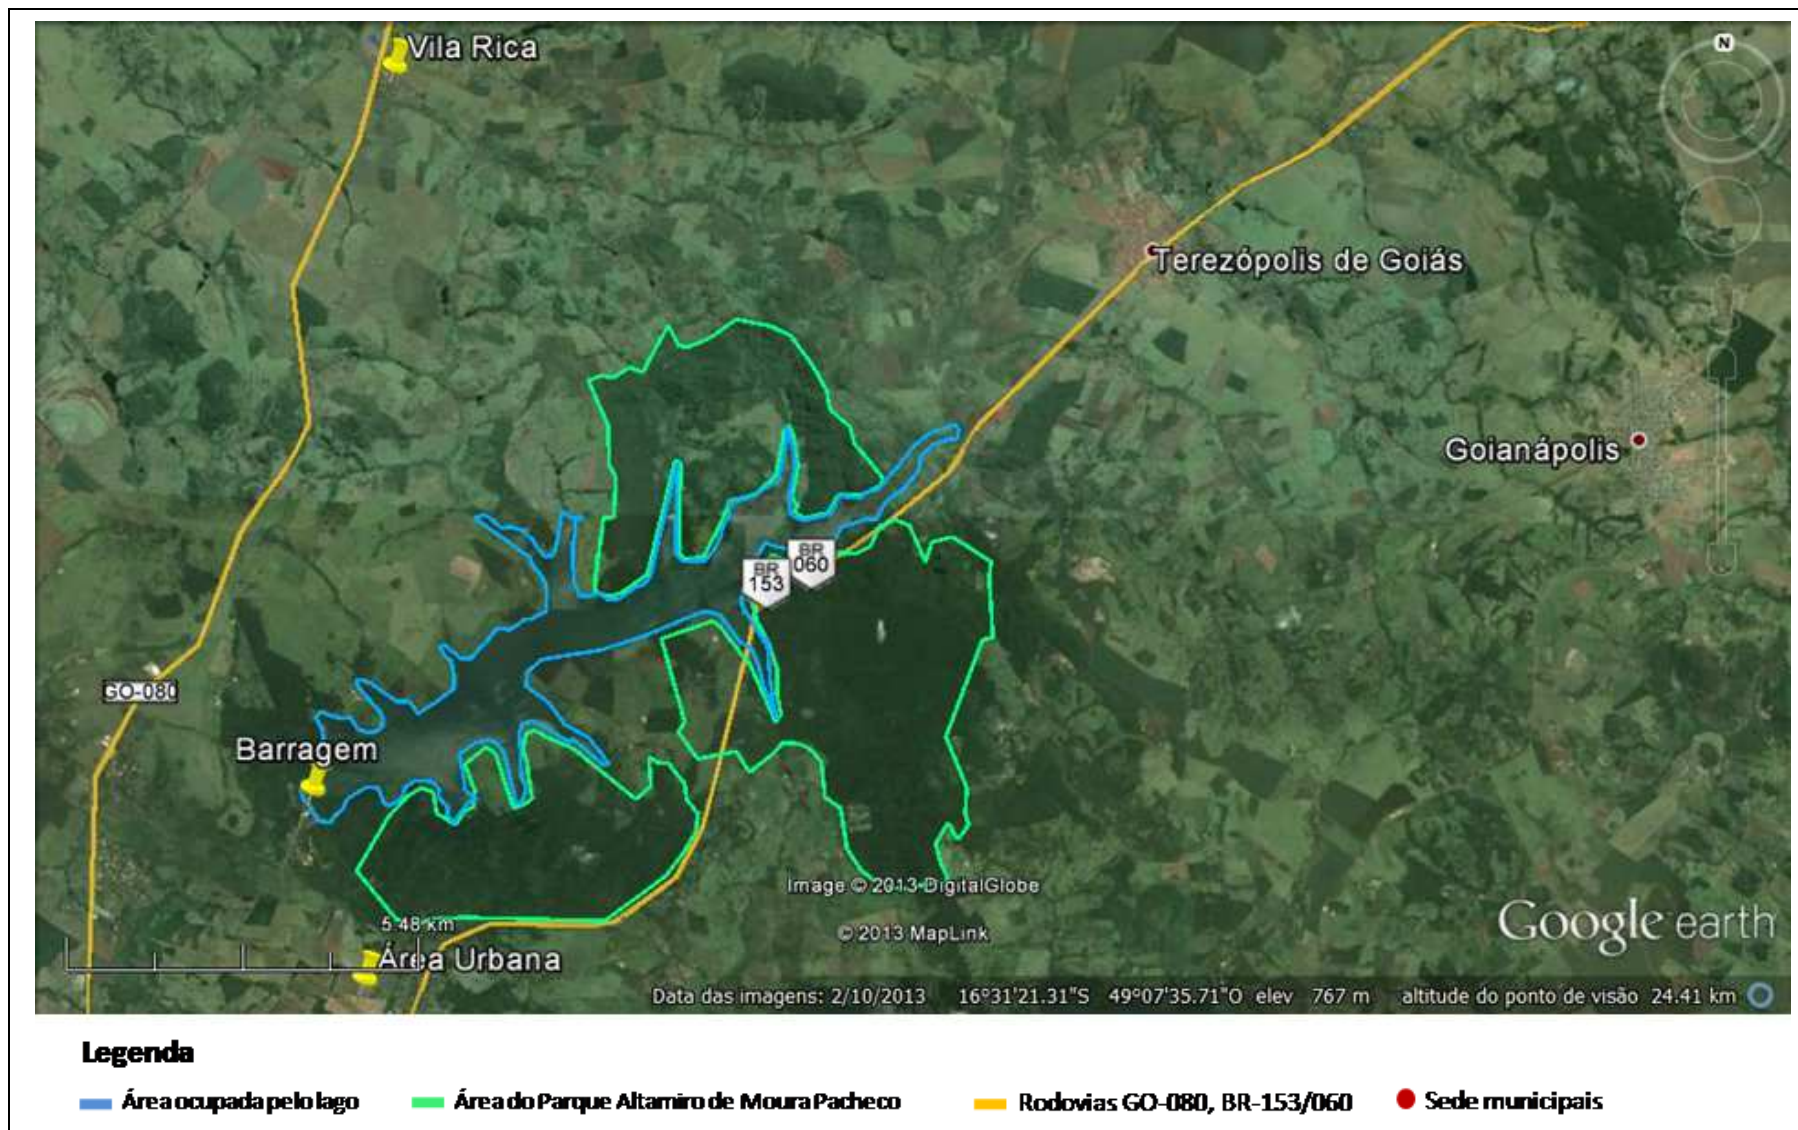 Vila Rica
N
Terezópolis de Goiás
Goianápolis
BR
060
BR
153
GO-080
Barragem
Image © 2013 DigitalGlobe
5.48 km
© 2013 MapLink
Google earth
Área Urbana
Data das imagens: 2/10/2013 16°31'21.31"S 49°07'35.71"O elev 767 m altitude do ponto de visão 24.41 km
Legenda
Área ocupada pelo lago Área do Parque Altamiro de Moura Pacheco Rodovias GO-080, BR-153/060 Sede municipais